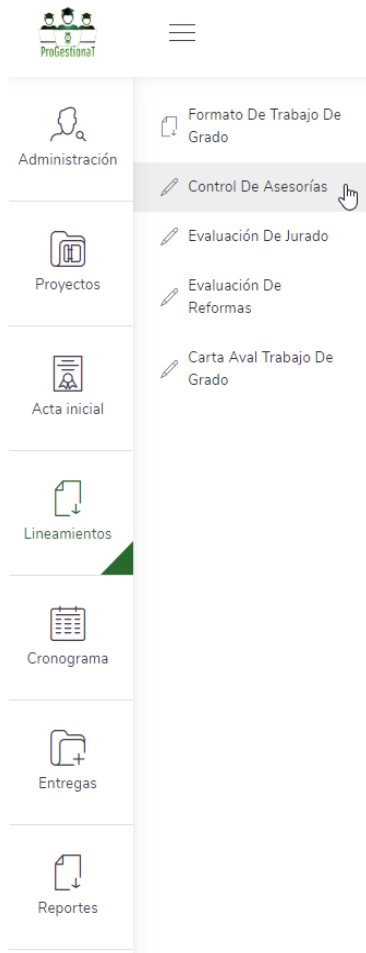 ProGestionaT
Administración
Proyectos
Acta inicial
Lineamientos
Cronograma
Entregas
Reportes
Formato De Trabajo De
Grado
Control De Asesorías
Evaluación De Jurado
Evaluación De
Reformas
Carta Aval Trabajo De
Grado